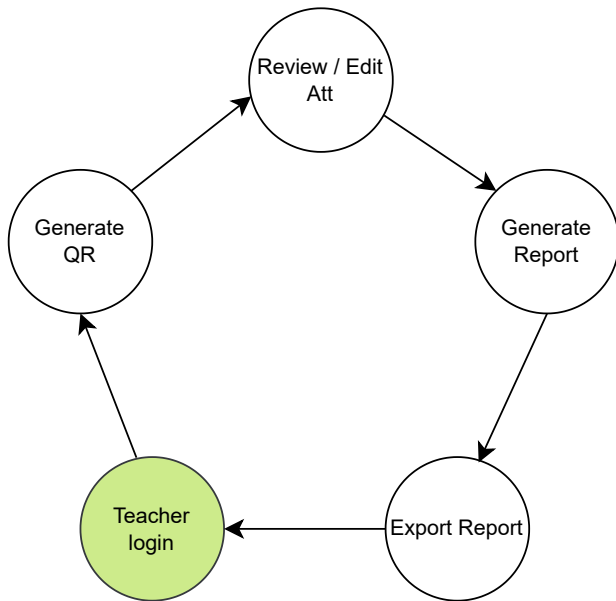 Review / Edit
Att
Generate
QR
Generate
Report
Teacher
login
Export Report